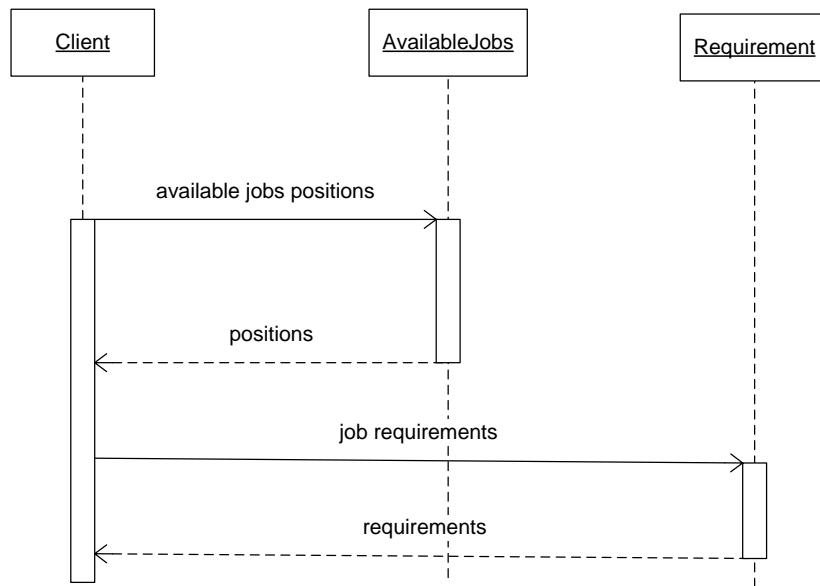 Client
AvailableJobs
Requirement
available jobs positions
positions
job requirements
requirements